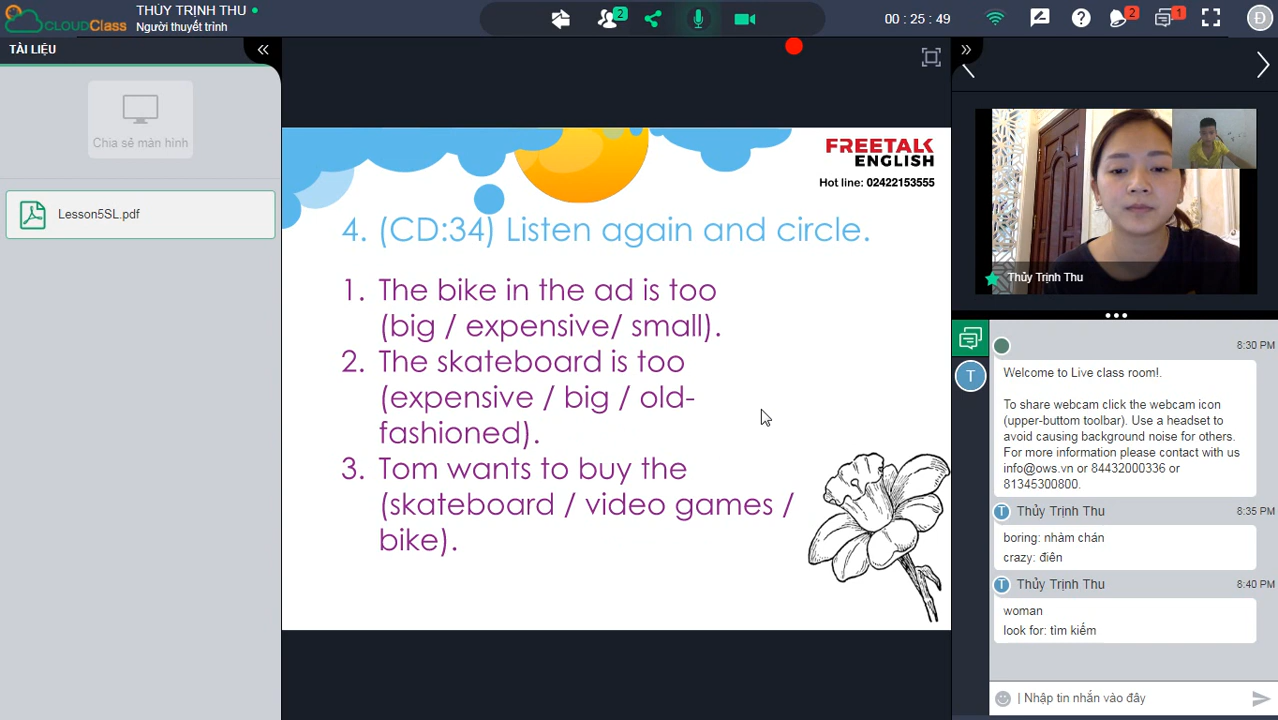 CLOUDClass
THỦY TRỊNH THU
Người thuyết trình
2
00 : 25 : 49
2
1
Đ
TÀI LIỆU
Chia sẻ màn hình
Lesson5SL.pdf
FREETALK
ENGLISH
Hot line: 02422153555
4. (CD:34) Listen again and circle.
1. The bike in the ad is too
(big / expensive/ small).
2. The skateboard is too
(expensive / big / old-
fashioned).
3. Tom wants to buy the
(skateboard / video games /
bike).
Thủy Trịnh Thu
8:30 PM
T
Welcome to Live class room!.
To share webcam click the webcam icon
(upper-buttom toolbar). Use a headset to
avoid causing background noise for others.
For more information please contact with us
info@ows.vn or 84432000336 or
81345300800.
T Thủy Trịnh Thu 8:35 PM
boring: nhàm chán
crazy: điên
T Thủy Trịnh Thu 8:40 PM
woman
look for: tìm kiếm
Nhập tin nhắn vào đây